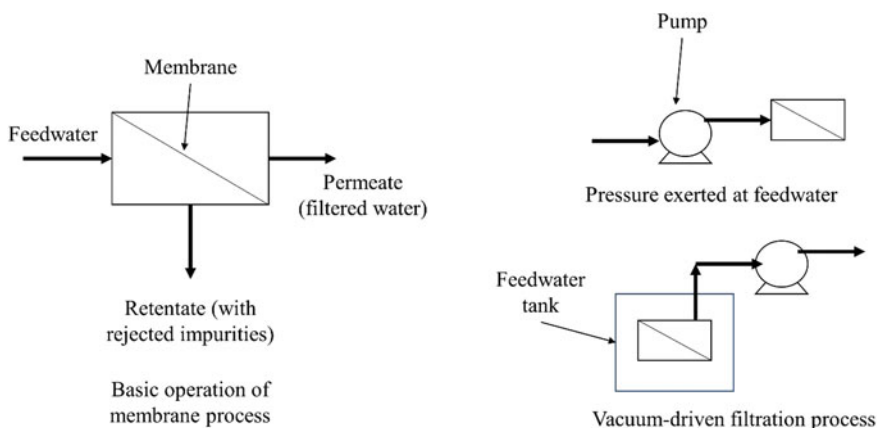 Membrane
Feedwater
Permeate
(filtered water)
Retentate (with
rejected impurities)
Basic operation of
membrane process
Pump
Pressure exerted at feedwater
Feedwater
tank
Vacuum-driven filtration process